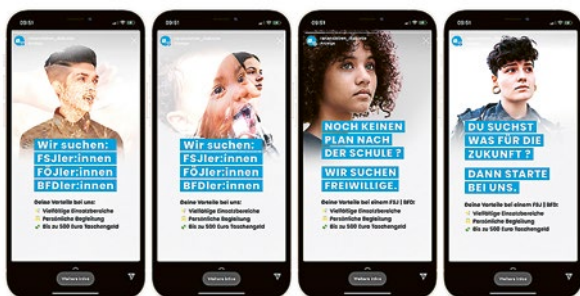 09:51
Anzeige
Wir suchen:
FSJler:innen
FÖJler:innen
BFDler:innen
Deine Vorteile bei uns:
Vielfältige Einsatzbereiche
Persönliche Begleitung
Bis zu 500 Euro Taschengeld
Weitere Infos
09:51
Anzeige
Wir suchen:
FSJler:innen
FÖJler:innen
BFDler:innen
Deine Vorteile bei uns:
Vielfältige Einsatzbereiche
Persönliche Begleitung
Bis zu 500 Euro Taschengeld
Weitere Infos
09:51
Anzeige
NOCH KEINEN
PLAN NACH
DER SCHULE ?
WIR SUCHEN
FREIWILLIGE.
Deine Vorteile bei einem FSJ | BFD:
Vielfältige Einsatzbereiche
Persönliche Begleitung
Bis zu 500 Euro Taschengeld
Weitere Infos
09:51
Anzeige
DU SUCHST
WAS FÜR DIE
ZUKUNFT ?
DANN STARTE
BEI UNS.
Deine Vorteile bei einem FSJ | BFD:
Vielfältige Einsatzbereiche
Persönliche Begleitung
Bis zu 500 Euro Taschengeld
Weitere Infos